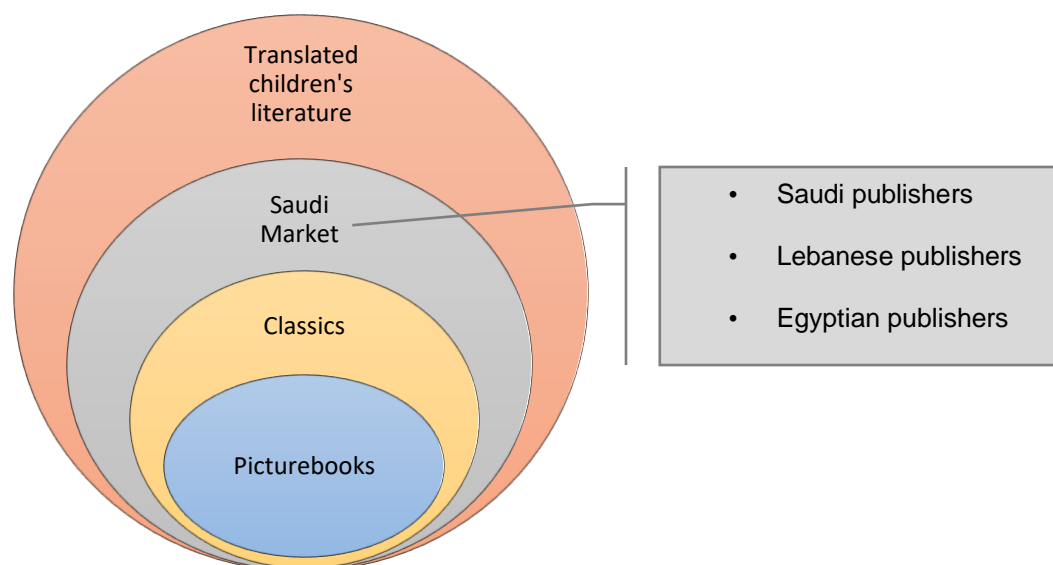 Translated
children's
literature
Saudi
Market
Classics
Picturebooks
• Saudi publishers
• Lebanese publishers
• Egyptian publishers